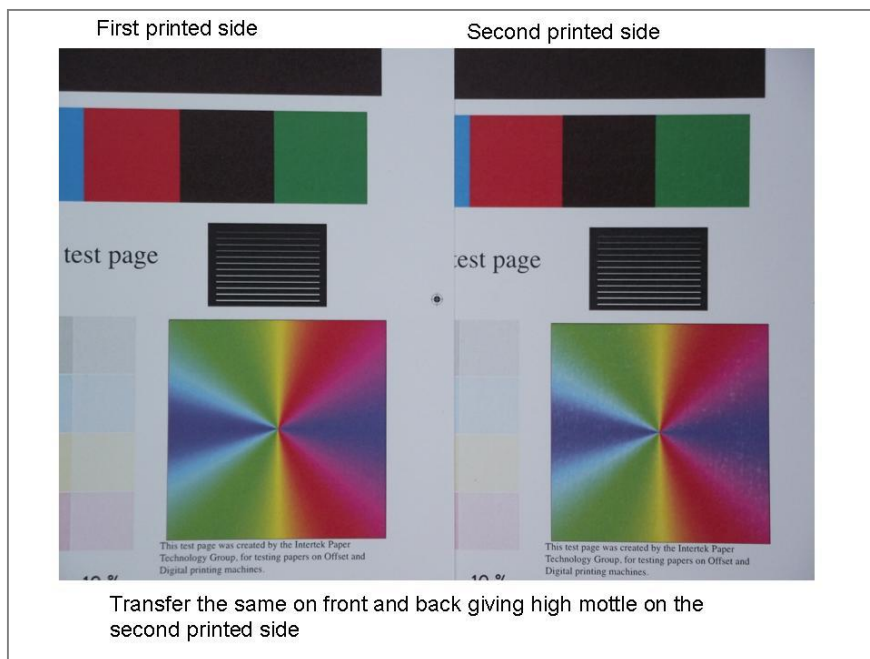 First printed side
Second printed side
test page
test page
This test page was created by the Intertek Paper
Technology Group, for testing papers on Offset and
Digital printing machines.
This test page was created by the Intertek Paper
Technology Group, for testing papers on Offset and
Digital printing machines.
Transfer the same on front and back giving high mottle on the
second printed side